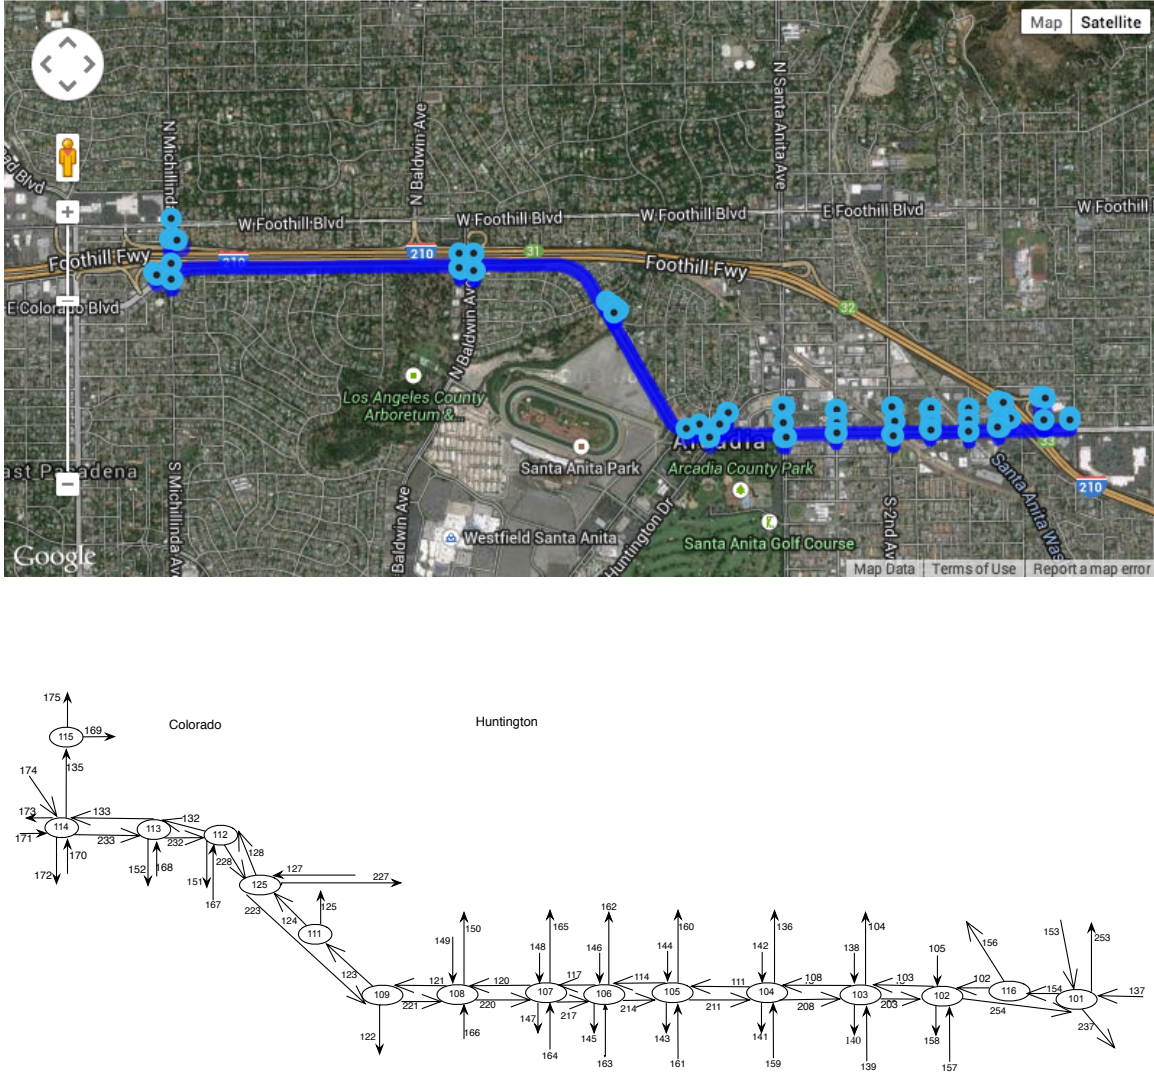 Map Satellite
N Michillinda
N Baldwin Ave
N Santa Anita Ave
W Foothill Blvd
W Foothill Blvd
W Foothill Blvd
E Foothill Blvd
W Foothill
Foothill Fwy
210
210
31
Foothill Fwy
E Colorado Blvd
32
N Baldwin Ave
Los Angeles County
Arboretum &...
Arcadia
33
Santa Anita Park
Arcadia County Park
ast Pasadena
S Michillinda Av
210
Santa Anita Was
S 2nd Av
Baldwin Ave
Westfield Santa Anita
Huntington Dr
Santa Anita Golf Course
Google
Map Data Terms of Use Report a map error
175
115 169
Colorado Huntington
135
174
173 133 132
114 113 112
171 233 232 128
170 152 168 228
172 151 125 127 227
167
223 124 125
111
123
162
150 165 160 136 104
149 148 146 144 142 138 105 156 153 253
121 120 117 114 111 108 103 102 154 137
109 108 107 106 105 104 103 102 116 101
221 220 217 214 211 208 203 254
122 166 147 145 143 141 140 158 237
164 163 161 159 139 157